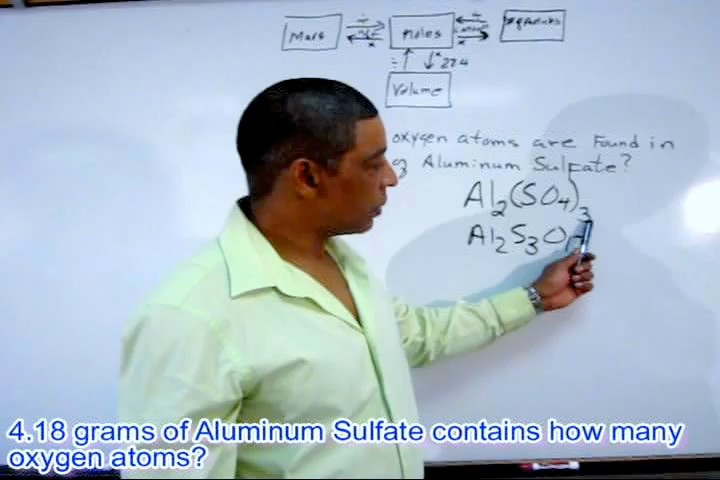 Mass Moles
x x
÷ x 22.4
Volume
oxygen atoms are Found in
g Aluminum Sulfate?
Al2(SO4)3
Al2S3O
4.18 grams of Aluminum Sulfate contains how many
oxygen atoms?